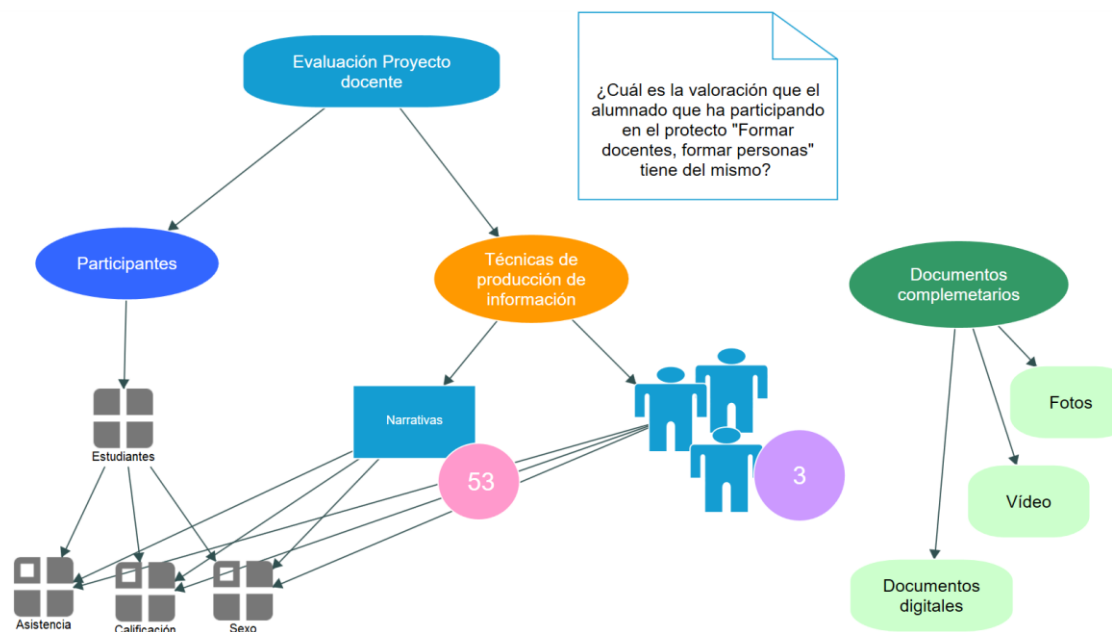 Evaluación Proyecto
docente
¿Cuál es la valoración que el
alumnado que ha participando
en el protecto "Formar
docentes, formar personas"
tiene del mismo?
Participantes
Técnicas de
producción de
información
Documentos
complemetarios
Estudiantes
Narrativas
53
3
Fotos
Vídeo
Documentos
digitales
Asistencia
Calificación
Sexo